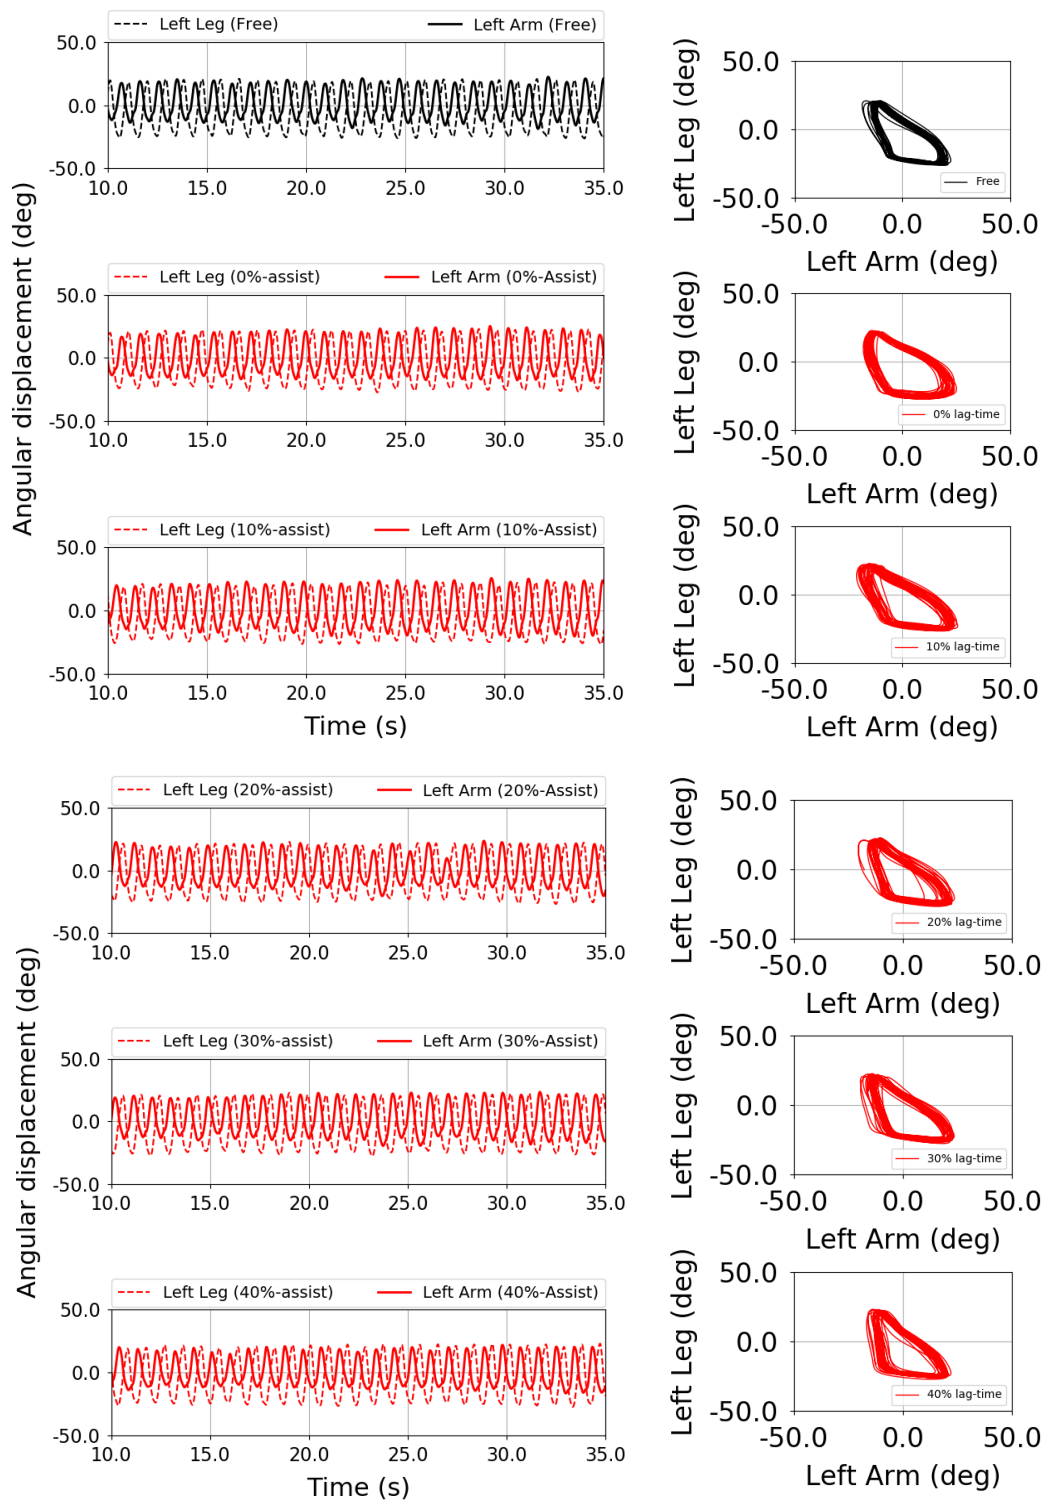 Left Leg (Free) Left Arm (Free)
50.0
0.0
-50.0
10.0 15.0 20.0 25.0 30.0 35.0
Left Leg (deg)
50.0
0.0
-50.0
Free
-50.0 0.0 50.0
Left Arm (deg)
Angular displacement (deg)
Left Leg (0%-assist) Left Arm (0%-Assist)
50.0
0.0
-50.0
10.0 15.0 20.0 25.0 30.0 35.0
Left Leg (deg)
50.0
0.0
-50.0
0% lag-time
-50.0 0.0 50.0
Left Arm (deg)
Left Leg (10%-assist) Left Arm (10%-Assist)
50.0
0.0
-50.0
10.0 15.0 20.0 25.0 30.0 35.0
Time (s)
Left Leg (deg)
50.0
0.0
-50.0
10% lag-time
-50.0 0.0 50.0
Left Arm (deg)
Left Leg (20%-assist) Left Arm (20%-Assist)
50.0
0.0
-50.0
10.0 15.0 20.0 25.0 30.0 35.0
Left Leg (deg)
50.0
0.0
-50.0
20% lag-time
-50.0 0.0 50.0
Left Arm (deg)
Angular displacement (deg)
Left Leg (30%-assist) Left Arm (30%-Assist)
50.0
0.0
-50.0
10.0 15.0 20.0 25.0 30.0 35.0
Left Leg (deg)
50.0
0.0
-50.0
30% lag-time
-50.0 0.0 50.0
Left Arm (deg)
Left Leg (40%-assist) Left Arm (40%-Assist)
50.0
0.0
-50.0
10.0 15.0 20.0 25.0 30.0 35.0
Time (s)
Left Leg (deg)
50.0
0.0
-50.0
40% lag-time
-50.0 0.0 50.0
Left Arm (deg)